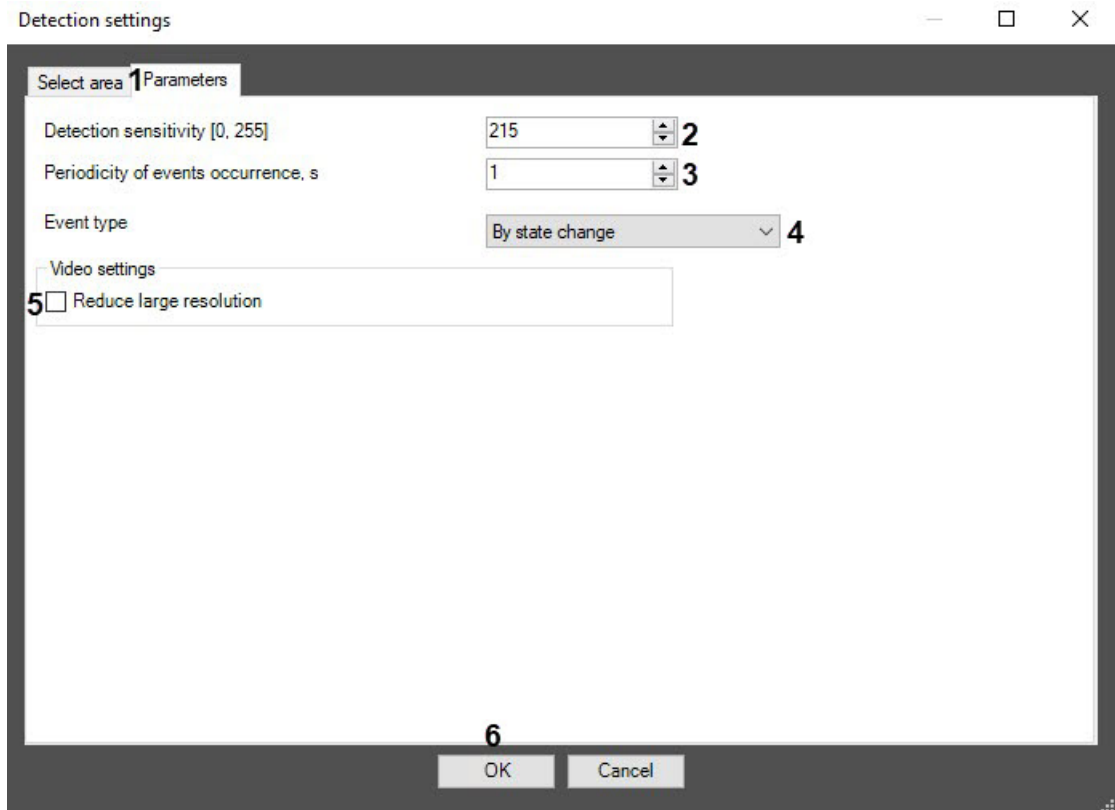 Detection settings
Select area 1 Parameters
Detection sensitivity [0, 255] 215 2
Periodicity of events occurrence, s 1 3
Event type By state change 4
Video settings
5 Reduce large resolution
6
OK Cancel